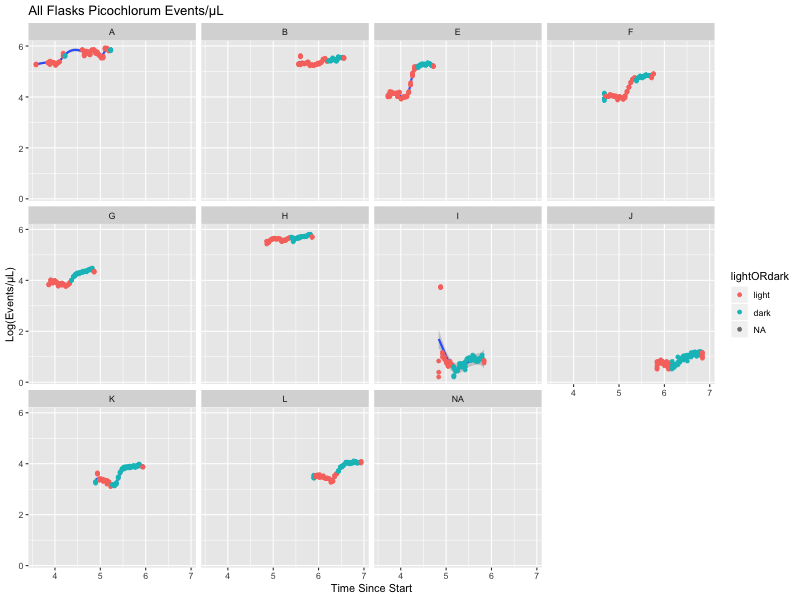 All Flasks Picochlorum Events/μL
A B E F
6
4
2
0
G H I J
6
4
2
0
Log(Events/μL)
lightORdark
light
dark
NA
4 5 6 7
K L NA
6
4
2
0
4 5 6 7 4 5 6 7 4 5 6 7
Time Since Start